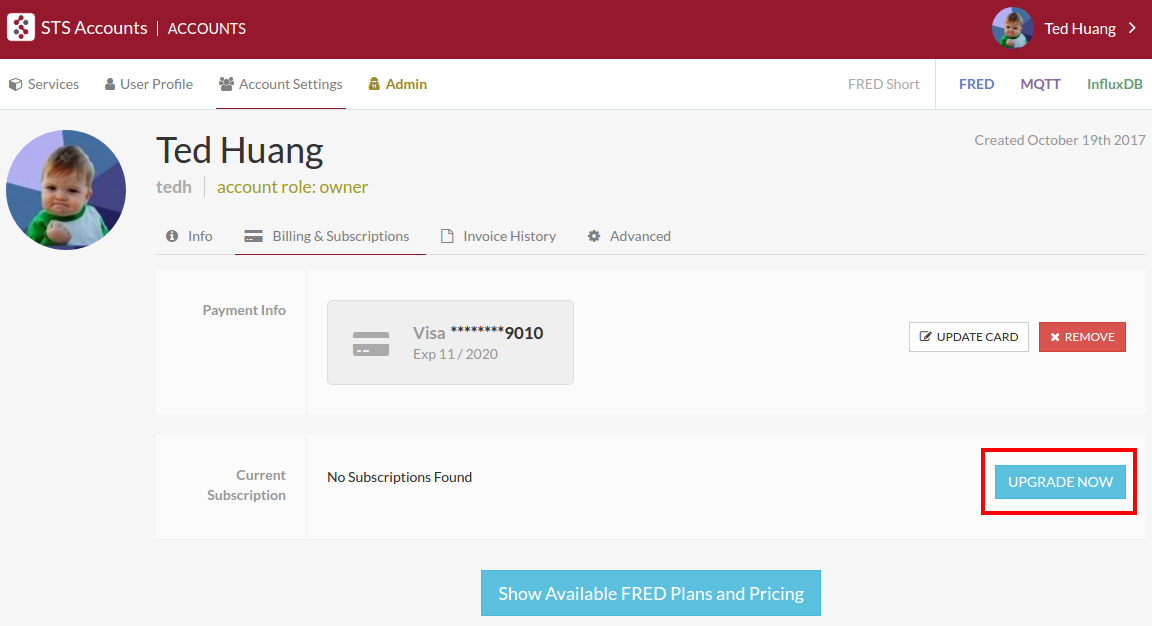 STS Accounts | ACCOUNTS
Ted Huang
Services
User Profile
Account Settings
Admin
FRED Short
FRED
MQTT
InfluxDB
Ted Huang
Created October 19th 2017
tedh
account role: owner
Info
Billing & Subscriptions
Invoice History
Advanced
Payment Info
Visa ********9010
Exp 11 / 2020
UPDATE CARD
REMOVE
Current
Subscription
No Subscriptions Found
UPGRADE NOW
Show Available FRED Plans and Pricing